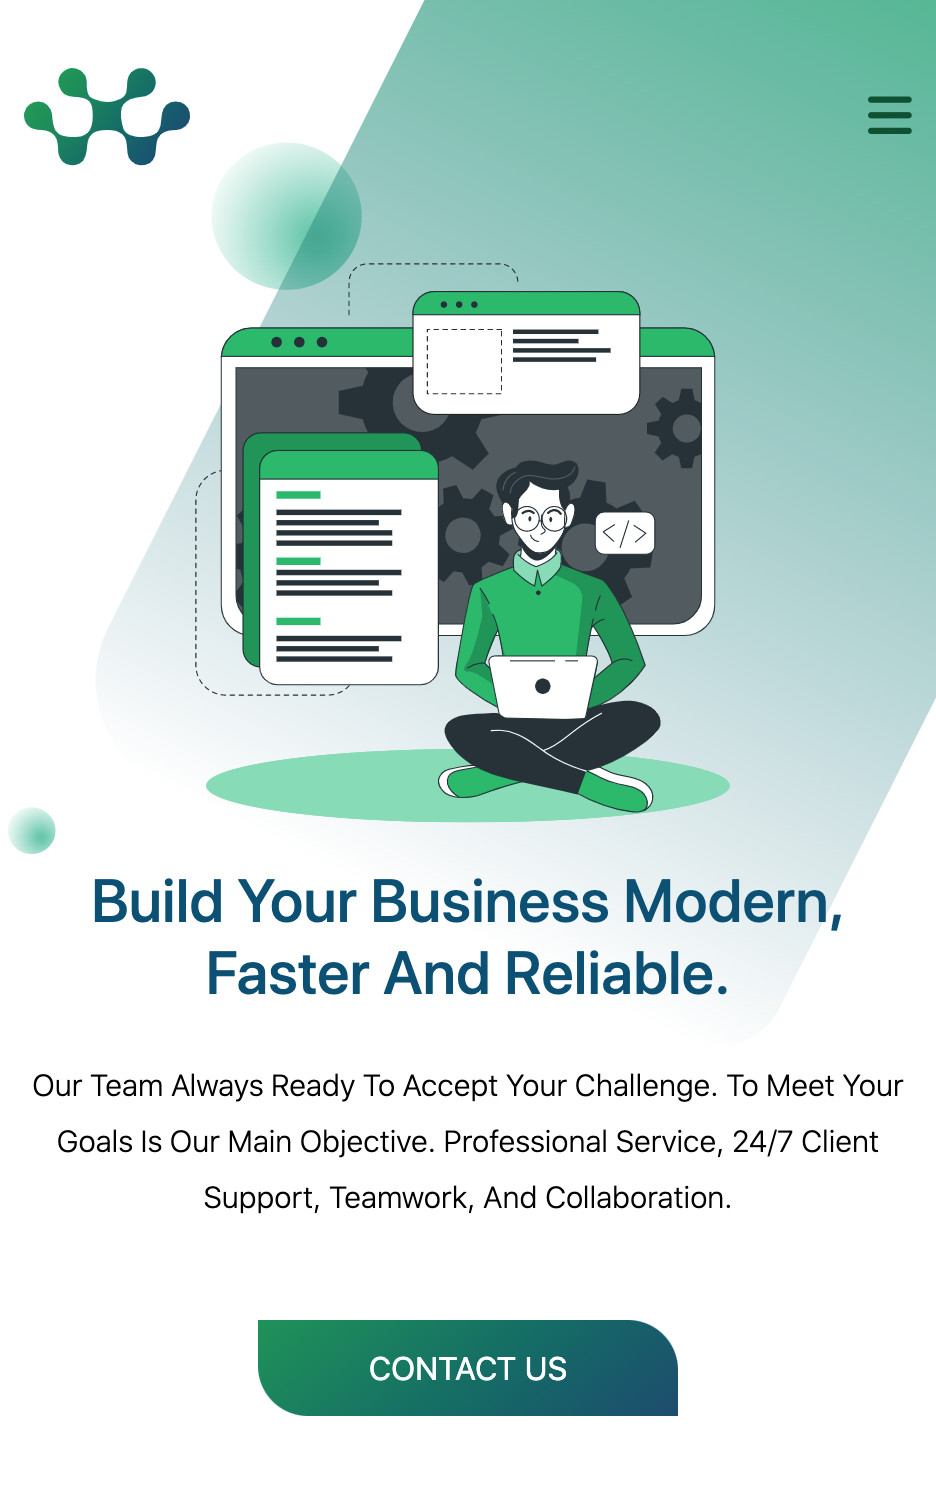 </>
Build Your Business Modern,
Faster And Reliable.
Our Team Always Ready To Accept Your Challenge. To Meet Your
Goals Is Our Main Objective. Professional Service, 24/7 Client
Support, Teamwork, And Collaboration.
CONTACT US